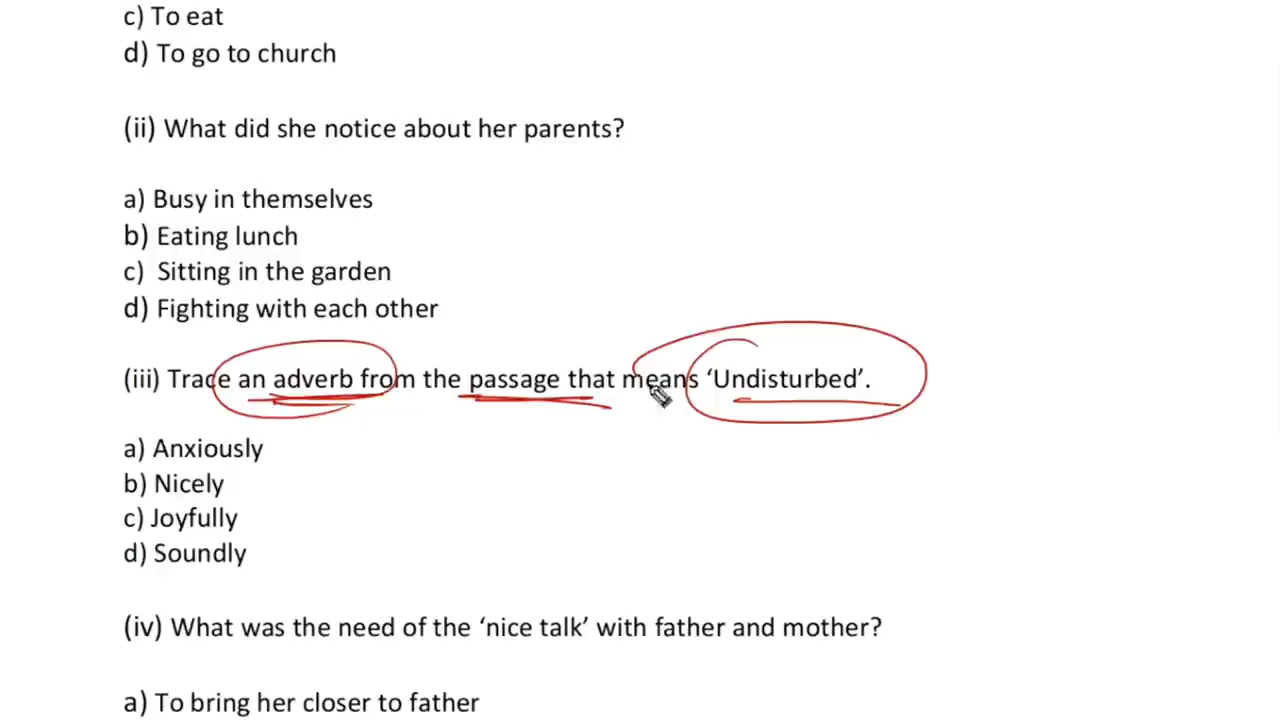 c) To eat
d) To go to church
(ii) What did she notice about her parents?
a) Busy in themselves
b) Eating lunch
c) Sitting in the garden
d) Fighting with each other
(iii) Trace an adverb from the passage that means ‘Undisturbed’.
a) Anxiously
b) Nicely
c) Joyfully
d) Soundly
(iv) What was the need of the ‘nice talk’ with father and mother?
a) To bring her closer to father